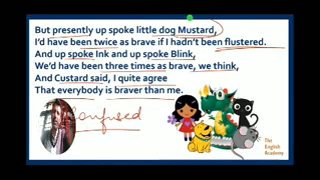 But presently up spoke little dog Mustard,
I'd have been twice as brave if I hadn't been flustered.
And up spoke Ink and up spoke Blink,
We'd have been three times as brave, we think,
And Custard said, I quite agree
That everybody is braver than me.
Confused
The
English
Academy